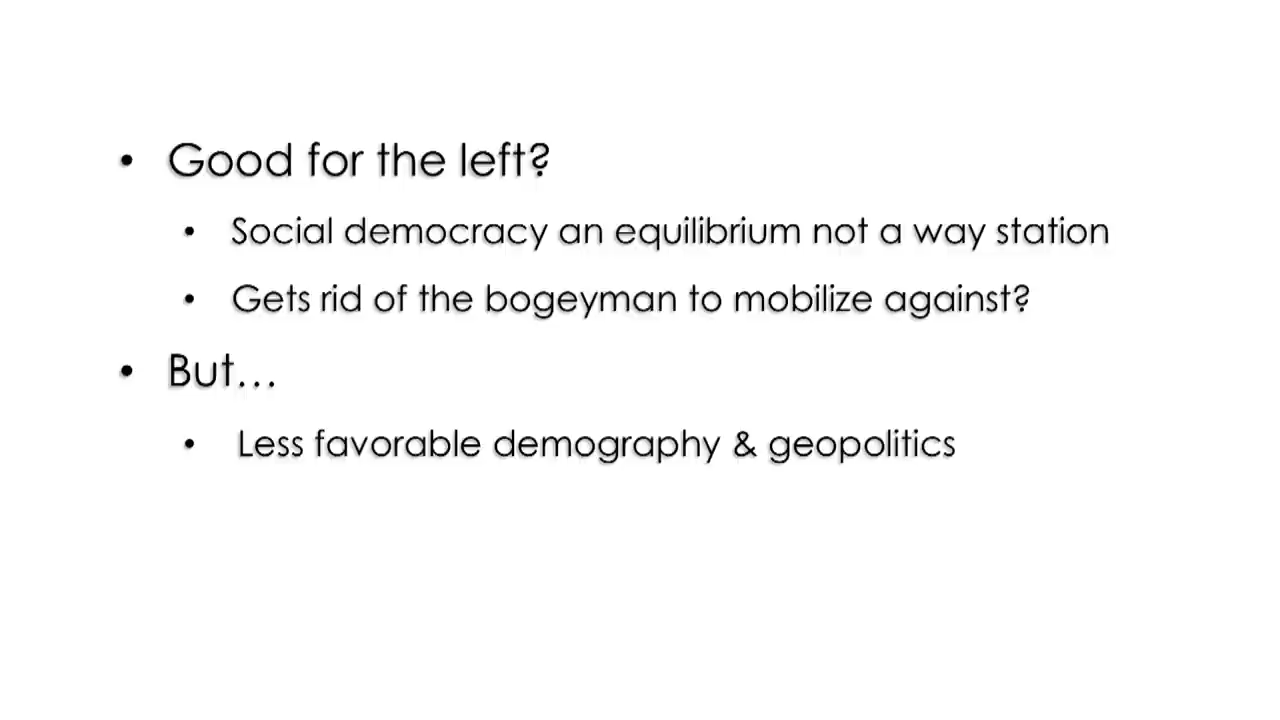 • Good for the left?
• Social democracy an equilibrium not a way station
• Gets rid of the bogeyman to mobilize against?
• But…
• Less favorable demography & geopolitics